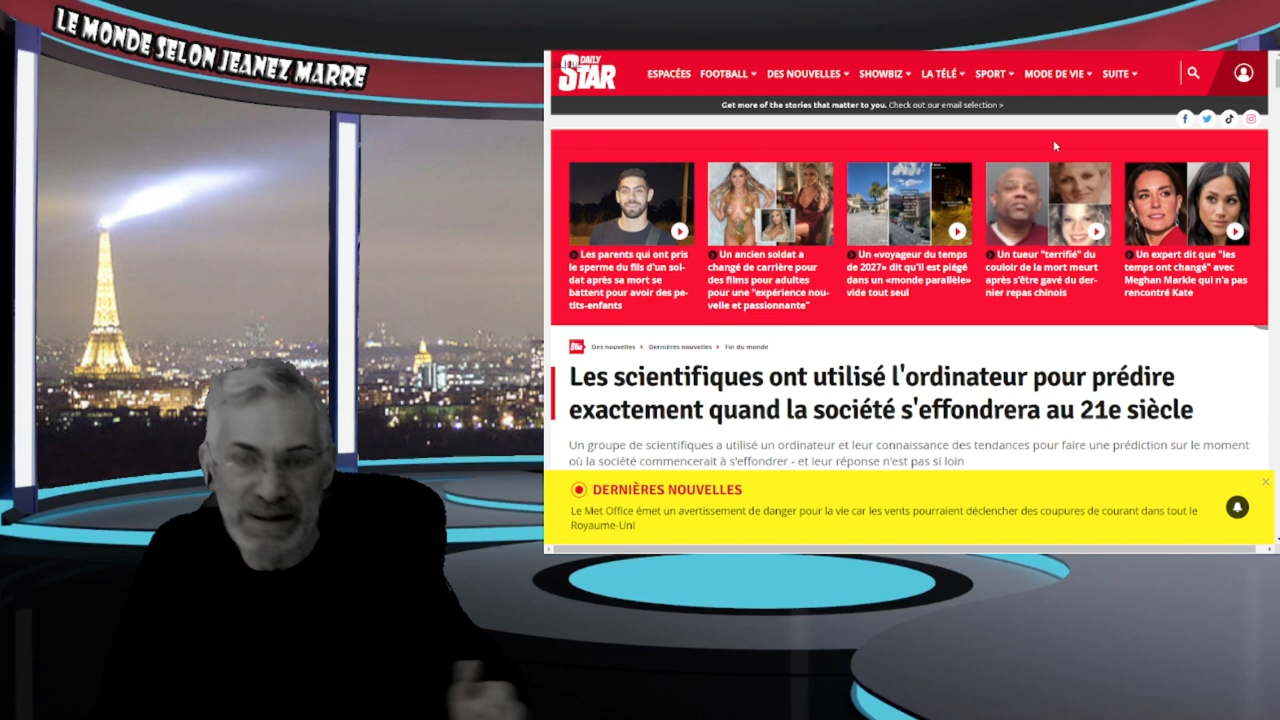 LE MONDE SELON JEANEZ MARRE
DAILY
STAR
ESPACÉES FOOTBALL DES NOUVELLES SHOWBIZ LA TÉLÉ SPORT MODE DE VIE SUITE
Get more of the stories that matter to you. Check out our email selection >
Les parents qui ont pris
le sperme du fils d'un sol-
dat après sa mort se
battent pour avoir des pe-
tits-enfants
Un ancien soldat a
changé de carrière pour
des films pour adultes
pour une "expérience nou-
velle et passionnante"
Un «voyageur du temps
de 2027» dit qu'il est piégé
dans un «monde parallèle»
vide tout seul
Un tueur "terrifié" du
couloir de la mort meurt
après s'être gavé du der-
nier repas chinois
Un expert dit que "les
temps ont changé" avec
Meghan Markle qui n'a pas
rencontré Kate
Des nouvelles Dernières nouvelles Fin du monde
Les scientifiques ont utilisé l'ordinateur pour prédire
exactement quand la société s'effondrera au 21e siècle
Un groupe de scientifiques a utilisé un ordinateur et leur connaissance des tendances pour faire une prédiction sur le moment
où la société commencerait à s'effondrer - et leur réponse n'est pas si loin
DERNIÈRES NOUVELLES
Le Met Office émet un avertissement de danger pour la vie car les vents pourraient déclencher des coupures de courant dans tout le
Royaume-Uni